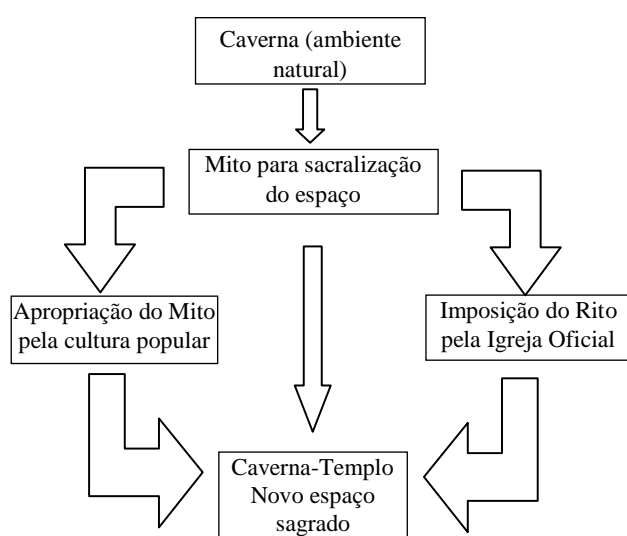 Caverna (ambiente
natural)
Mito para sacralização
do espaço
Apropriação do Mito
pela cultura popular
Imposição do Rito
pela Igreja Oficial
Caverna-Templo
Novo espaço
sagrado